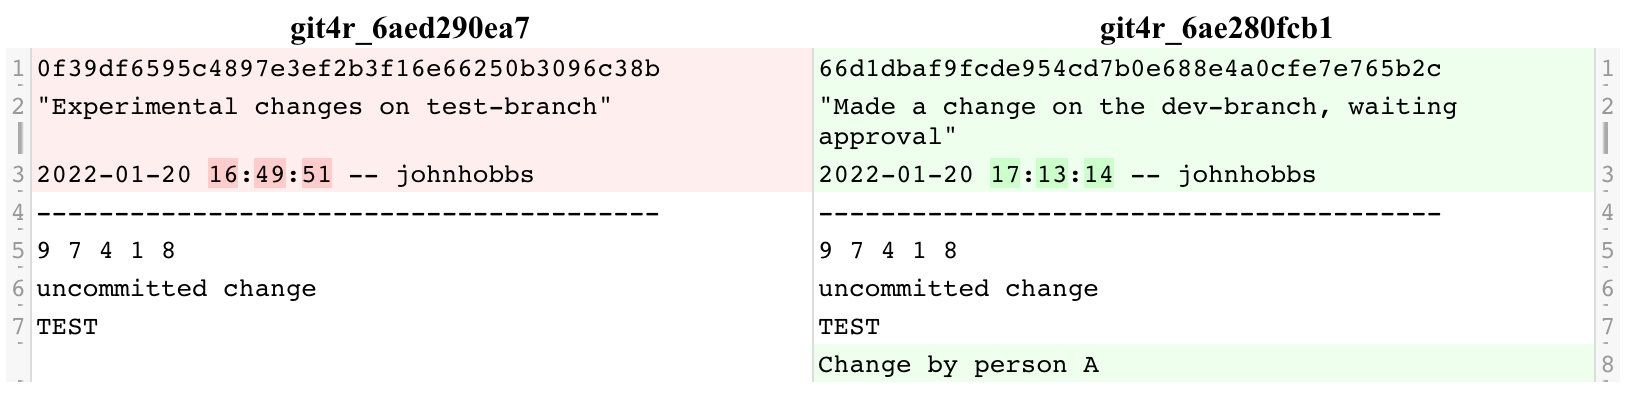 git4r_6aed290ea7 git4r_6ae280fcb1
1 0f39df6595c4897e3ef2b3f16e66250b3096c38b 66d1dbaf9fcde954cd7b0e688e4a0cfe7e765b2c 1
2 "Experimental changes on test-branch" "Made a change on the dev-branch, waiting 2
approval"
3 2022-01-20 16:49:51 -- johnhobbs 2022-01-20 17:13:14 -- johnhobbs 3
4 ---------------------------------------- ---------------------------------------- 4
5 9 7 4 1 8 9 7 4 1 8 5
6 uncommitted change uncommitted change 6
7 TEST TEST 7
Change by person A 8